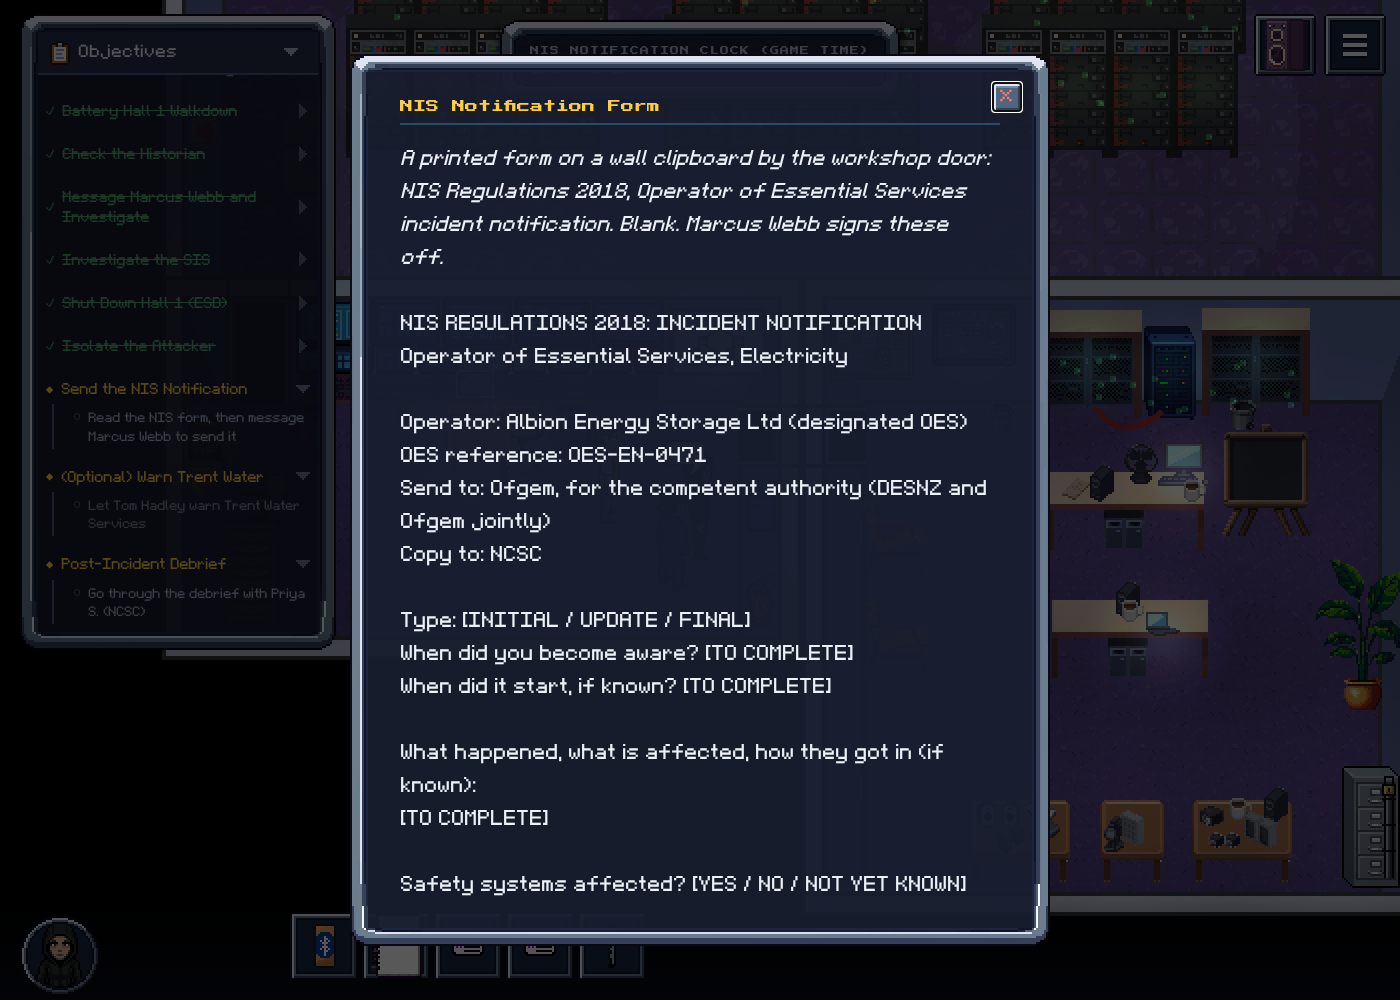 Objectives
NIS NOTIFICATION CLOCK (GAME TIME)
✓ Battery Hall 1 Walkdown
✓ Check the Historian
✓ Message Marcus Webb and
Investigate
✓ Investigate the SIS
✓ Shut Down Hall 1 (ESD)
✓ Isolate the Attacker
◆ Send the NIS Notification
○ Read the NIS form, then message
Marcus Webb to send it
◆ (Optional) Warn Trent Water
○ Let Tom Hadley warn Trent Water
Services
◆ Post-Incident Debrief
○ Go through the debrief with Priya
S. (NCSC)
NIS Notification Form
X
A printed form on a wall clipboard by the workshop door:
NIS Regulations 2018, Operator of Essential Services
incident notification. Blank. Marcus Webb signs these
off.
NIS REGULATIONS 2018: INCIDENT NOTIFICATION
Operator of Essential Services, Electricity
Operator: Albion Energy Storage Ltd (designated OES)
OES reference: OES-EN-0471
Send to: Ofgem, for the competent authority (DESNZ and
Ofgem jointly)
Copy to: NCSC
Type: [INITIAL / UPDATE / FINAL]
When did you become aware? [TO COMPLETE]
When did it start, if known? [TO COMPLETE]
What happened, what is affected, how they got in (if
known):
[TO COMPLETE]
Safety systems affected? [YES / NO / NOT YET KNOWN]